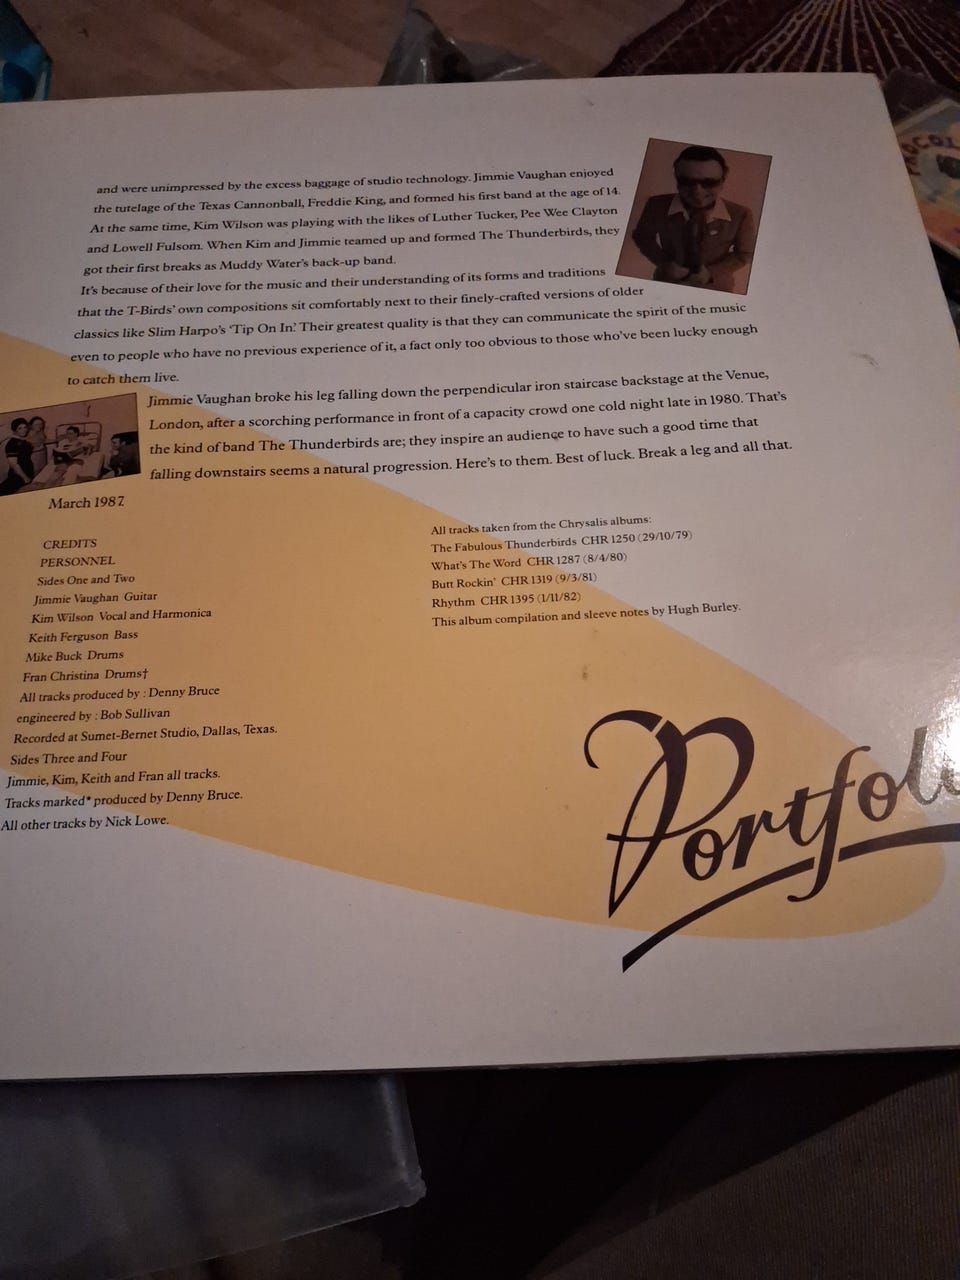 and were unimpressed by the excess baggage of studio technology. Jimmie Vaughan enjoyed
the tutelage of the Texas Cannonball, Freddie King, and formed his first band at the age of 14.
At the same time, Kim Wilson was playing with the likes of Luther Tucker, Pee Wee Clayton
and Lowell Fulsom. When Kim and Jimmie teamed up and formed The Thunderbirds, they
got their first breaks as Muddy Water's back-up band.
It's because of their love for the music and their understanding of its forms and traditions
that the T-Birds' own compositions sit comfortably next to their finely-crafted versions of older
classics like Slim Harpo's 'Tip On In.' Their greatest quality is that they can communicate the spirit of the music
even to people who have no previous experience of it, a fact only too obvious to those who've been lucky enough
to catch them live.
Jimmie Vaughan broke his leg falling down the perpendicular iron staircase backstage at the Venue,
London, after a scorching performance in front of a capacity crowd one cold night late in 1980. That's
the kind of band The Thunderbirds are; they inspire an audience to have such a good time that
falling downstairs seems a natural progression. Here's to them. Best of luck. Break a leg and all that.
March 1987.
CREDITS
PERSONNEL
Sides One and Two
Jimmie Vaughan Guitar
Kim Wilson Vocal and Harmonica
Keith Ferguson Bass
Mike Buck Drums
Fran Christina Drums†
All tracks produced by : Denny Bruce
engineered by : Bob Sullivan
Recorded at Sumet-Bernet Studio, Dallas, Texas.
Sides Three and Four
Jimmie, Kim, Keith and Fran all tracks.
Tracks marked* produced by Denny Bruce.
All other tracks by Nick Lowe.
All tracks taken from the Chrysalis albums:
The Fabulous Thunderbirds CHR 1250 (29/10/79)
What's The Word CHR 1287 (8/4/80)
Butt Rockin' CHR 1319 (9/3/81)
Rhythm CHR 1395 (1/11/82)
This album compilation and sleeve notes by Hugh Burley.
Portfoli